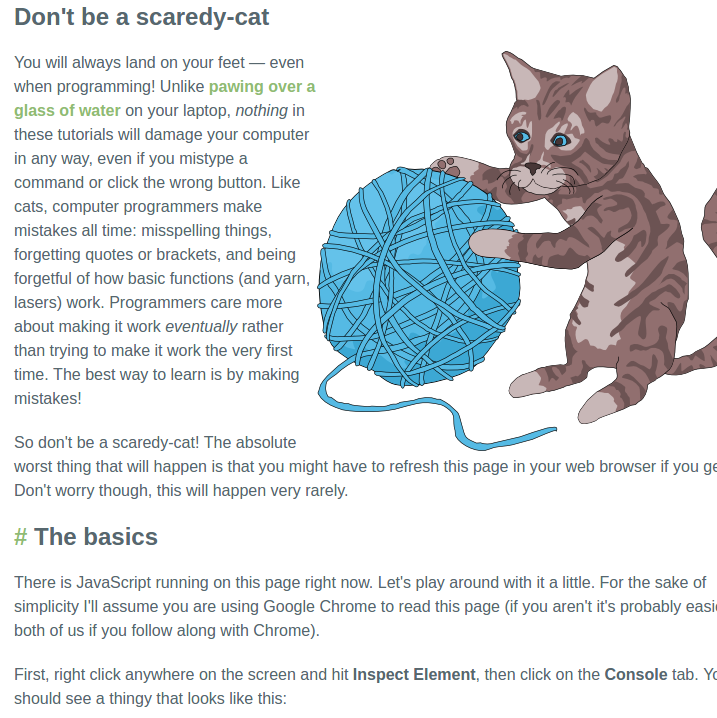 Don't be a scaredy-cat
You will always land on your feet — even
when programming! Unlike pawing over a
glass of water on your laptop, nothing in
these tutorials will damage your computer
in any way, even if you mistype a
command or click the wrong button. Like
cats, computer programmers make
mistakes all time: misspelling things,
forgetting quotes or brackets, and being
forgetful of how basic functions (and yarn,
lasers) work. Programmers care more
about making it work eventually rather
than trying to make it work the very first
time. The best way to learn is by making
mistakes!
So don't be a scaredy-cat! The absolute
worst thing that will happen is that you might have to refresh this page in your web browser if you
Don't worry though, this will happen very rarely.
# The basics
There is JavaScript running on this page right now. Let's play around with it a little. For the sake of
simplicity I'll assume you are using Google Chrome to read this page (if you aren't it's probably
both of us if you follow along with Chrome).
First, right click anywhere on the screen and hit Inspect Element, then click on the Console tab.
should see a thingy that looks like this: